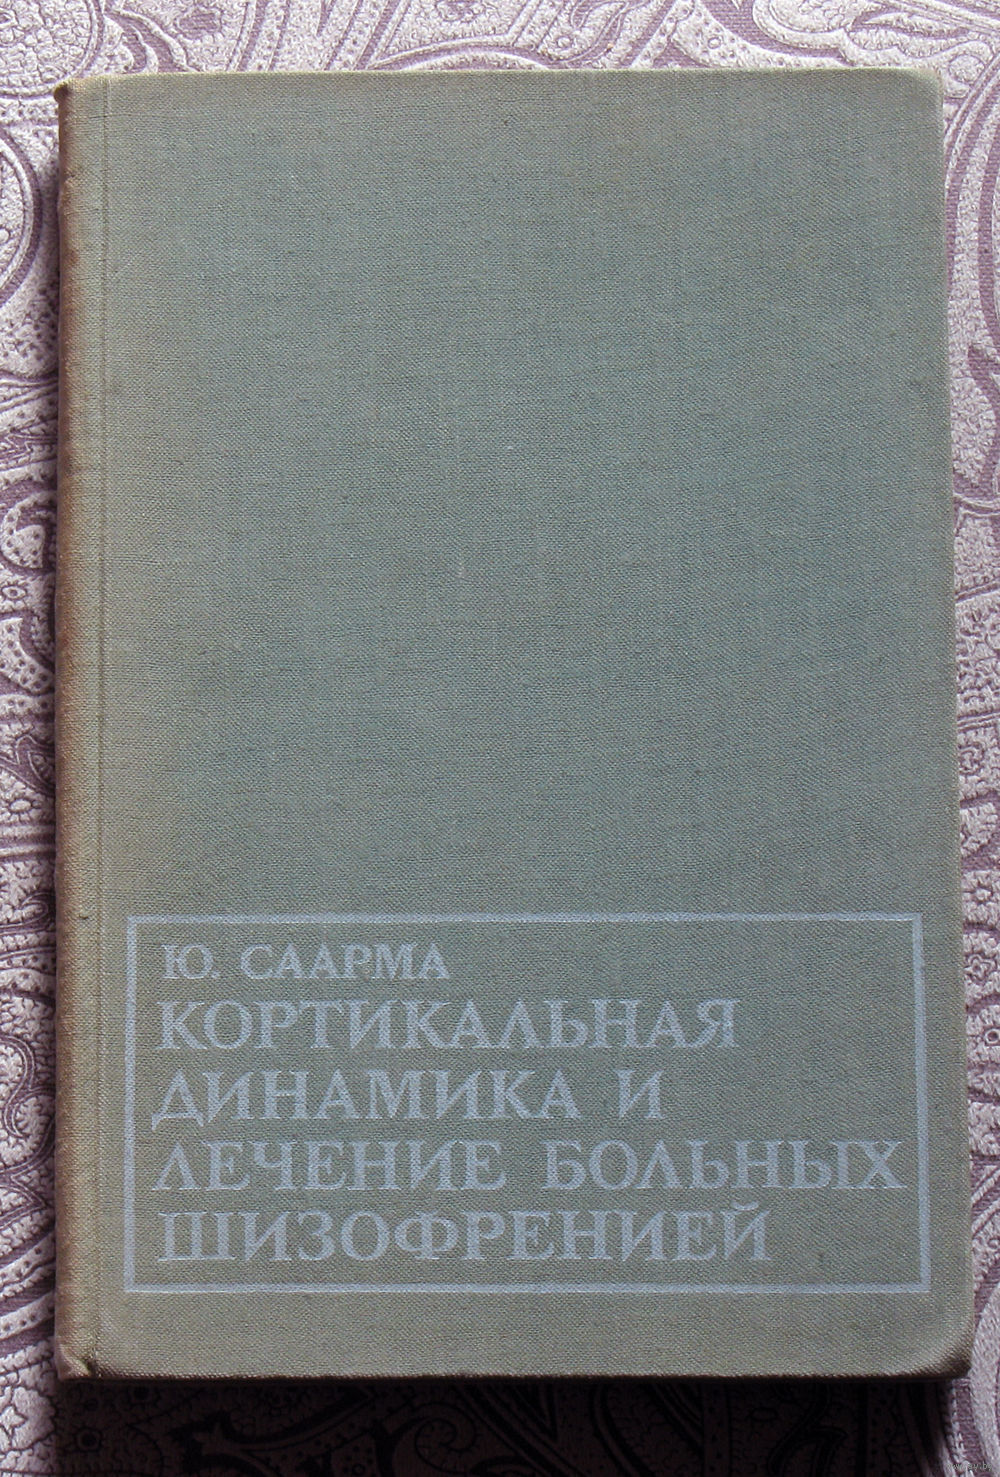 Ю. СААРМА
КОРТИКАЛЬНАЯ
ДИНАМИКА И
ЛЕЧЕНИЕ БОЛЬНЫХ
ШИЗОФРЕНИЕЙ